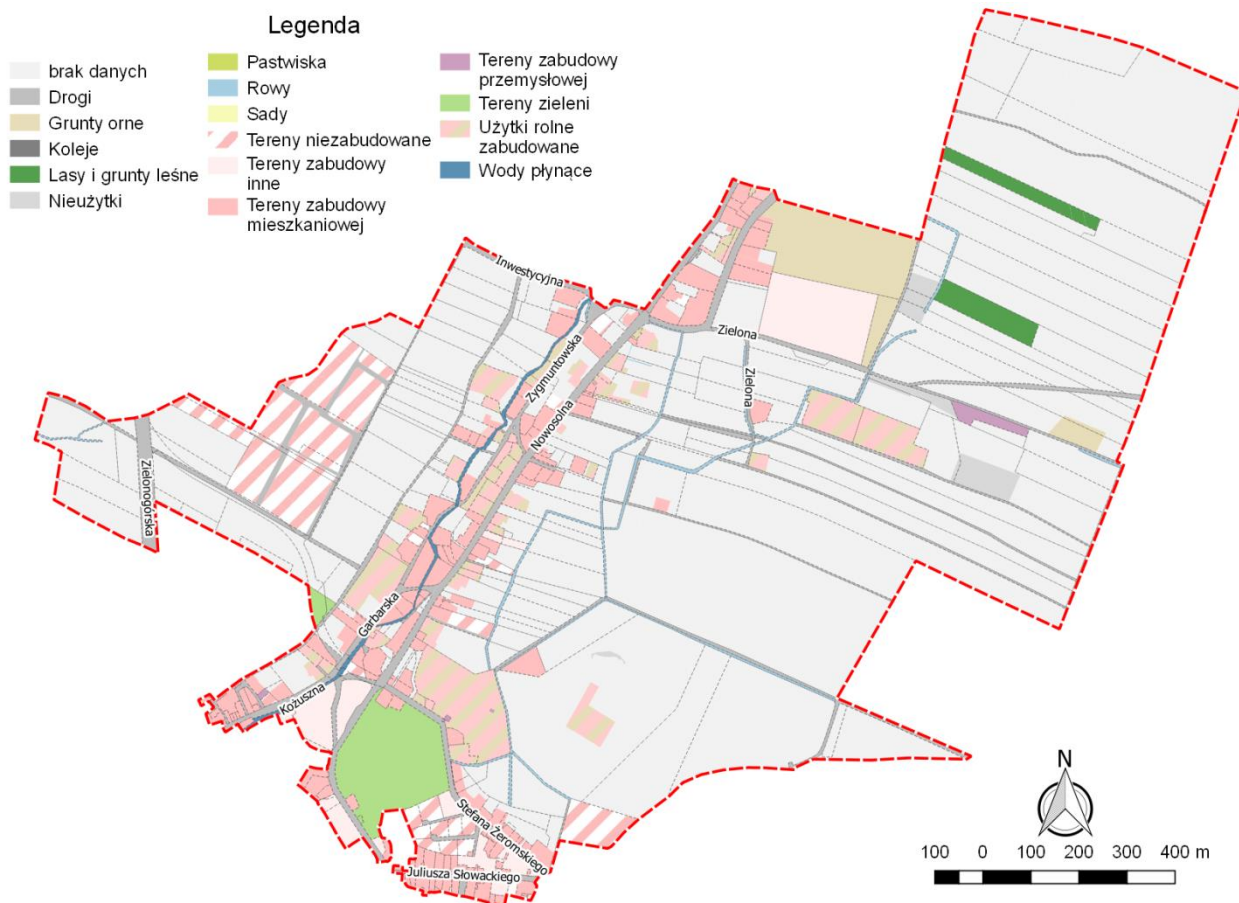 Legenda
brak danych
Drogi
Grunty orne
Koleje
Lasy i grunty leśne
Nieużytki
Pastwiska
Rowy
Sady
Tereny niezabudowane
Tereny zabudowy
inne
Tereny zabudowy
mieszkaniowej
Tereny zabudowy
przemysłowej
Tereny zieleni
Użytki rolne
zabudowane
Wody płynące
Inwestycyjna
Zygmuntowska
Nowosolna
Zielona
Zielona
Zielonogórska
Garbarska
Kożuszna
Stefana Żeromskiego
Juliusza Słowackiego
N
100 0 100 200 300 400 m